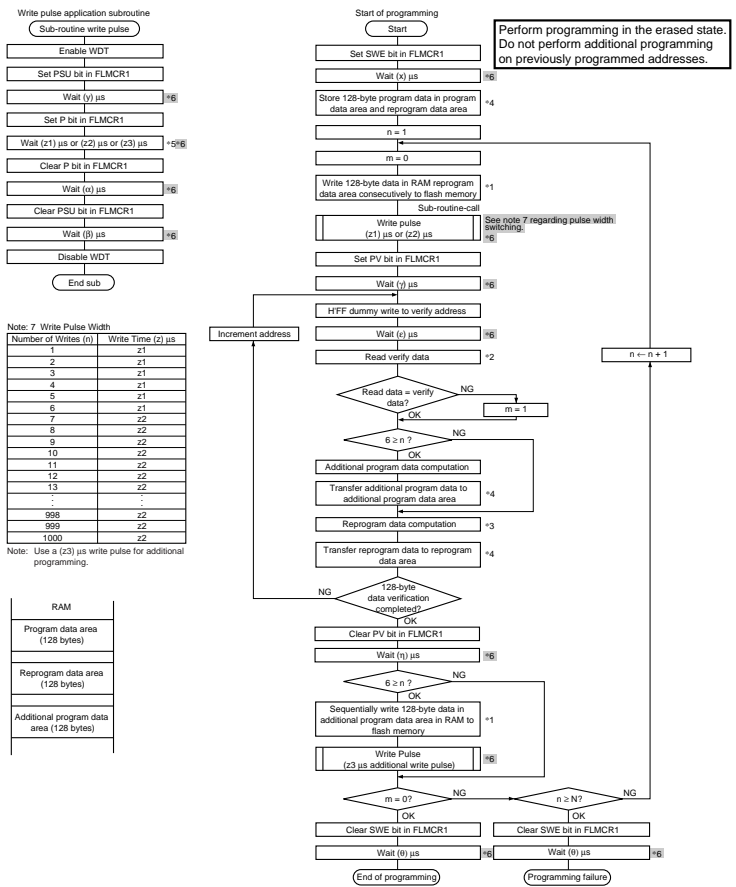 Write pulse application subroutine
Sub-routine write pulse
Enable WDT
Set PSU bit in FLMCR1
Wait (y) μs
*6
Set P bit in FLMCR1
Wait (z1) μs or (z2) μs or (z3) μs
*5*6
Clear P bit in FLMCR1
Wait (α) μs
*6
Clear PSU bit in FLMCR1
Wait (β) μs
*6
Disable WDT
End sub
Note: 7 Write Pulse Width
Number of Writes (n) Write Time (z) μs
1 z1
2 z1
3 z1
4 z1
5 z1
6 z1
7 z2
8 z2
9 z2
10 z2
11 z2
12 z2
13 z2
⋮ ⋮
998 z2
999 z2
1000 z2
Note: Use a (z3) μs write pulse for additional
programming.
RAM
Program data area
(128 bytes)
Reprogram data area
(128 bytes)
Additional program data
area (128 bytes)
Start of programming
Start
Perform programming in the erased state.
Do not perform additional programming
on previously programmed addresses.
Set SWE bit in FLMCR1
Wait (x) μs
*6
Store 128-byte program data in program
data area and reprogram data area
*4
n = 1
m = 0
Write 128-byte data in RAM reprogram
data area consecutively to flash memory
*1
Sub-routine-call
Write pulse
(z1) μs or (z2) μs
See note 7 regarding pulse width
switching.
*6
Set PV bit in FLMCR1
Wait (γ) μs
*6
H'FF dummy write to verify address
Increment address
Wait (ε) μs
*6
Read verify data
*2
n ← n + 1
Read data = verify
data?
NG
m = 1
OK
6 ≥ n ?
NG
OK
Additional program data computation
Transfer additional program data to
additional program data area
*4
Reprogram data computation
*3
Transfer reprogram data to reprogram
data area
*4
128-byte
data verification
completed?
NG
OK
Clear PV bit in FLMCR1
Wait (η) μs
*6
6 ≥ n ?
NG
OK
Sequentially write 128-byte data in
additional program data area in RAM to
flash memory
*1
Write Pulse
(z3 μs additional write pulse)
*6
m = 0?
NG
n ≥ N?
NG
OK
OK
Clear SWE bit in FLMCR1
Clear SWE bit in FLMCR1
Wait (θ) μs
*6
Wait (θ) μs
*6
End of programming
Programming failure